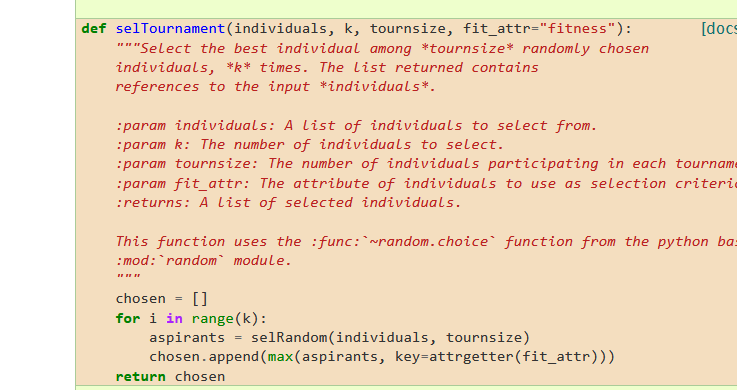 def selTournament(individuals, k, tournsize, fit_attr="fitness"): [docs
"""Select the best individual among *tournsize* randomly chosen
individuals, *k* times. The list returned contains
references to the input *individuals*.
:param individuals: A list of individuals to select from.
:param k: The number of individuals to select.
:param tournsize: The number of individuals participating in each tourname
:param fit_attr: The attribute of individuals to use as selection criteri
:returns: A list of selected individuals.
This function uses the :func:`~random.choice` function from the python bas
:mod:`random` module.
"""
chosen = []
for i in range(k):
aspirants = selRandom(individuals, tournsize)
chosen.append(max(aspirants, key=attrgetter(fit_attr)))
return chosen